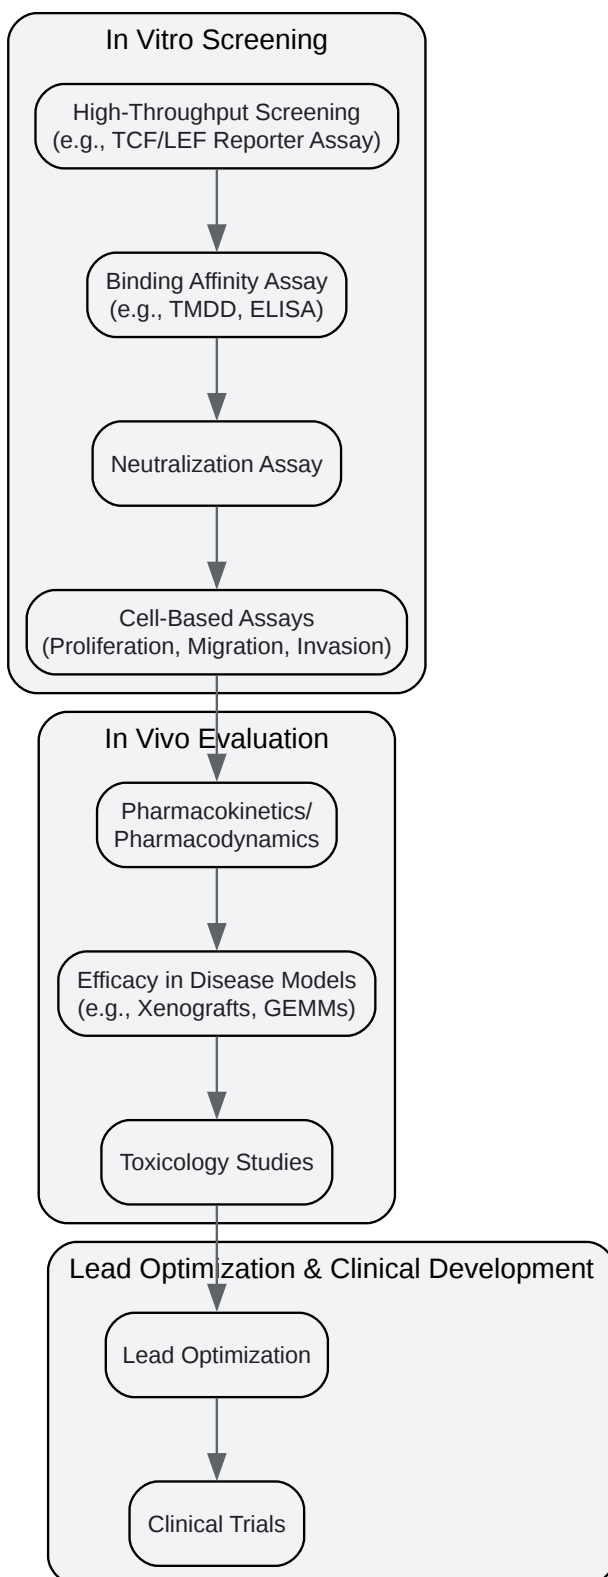 In Vitro Screening
High-Throughput Screening
(e.g., TCF/LEF Reporter Assay)
Binding Affinity Assay
(e.g., TMDD, ELISA)
Neutralization Assay
Cell-Based Assays
(Proliferation, Migration, Invasion)
In Vivo Evaluation
Pharmacokinetics/
Pharmacodynamics
Efficacy in Disease Models
(e.g., Xenografts, GEMMs)
Toxicology Studies
Lead Optimization & Clinical Development
Lead Optimization
Clinical Trials